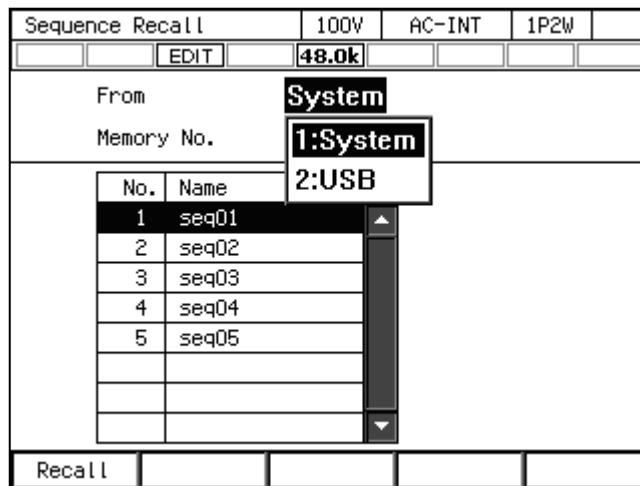 Sequence Recall 100V AC-INT 1P2W
EDIT 48.0k
From System
Memory No. 1:System
2:USB
No. Name
1 seq01
2 seq02
3 seq03
4 seq04
5 seq05
Recall